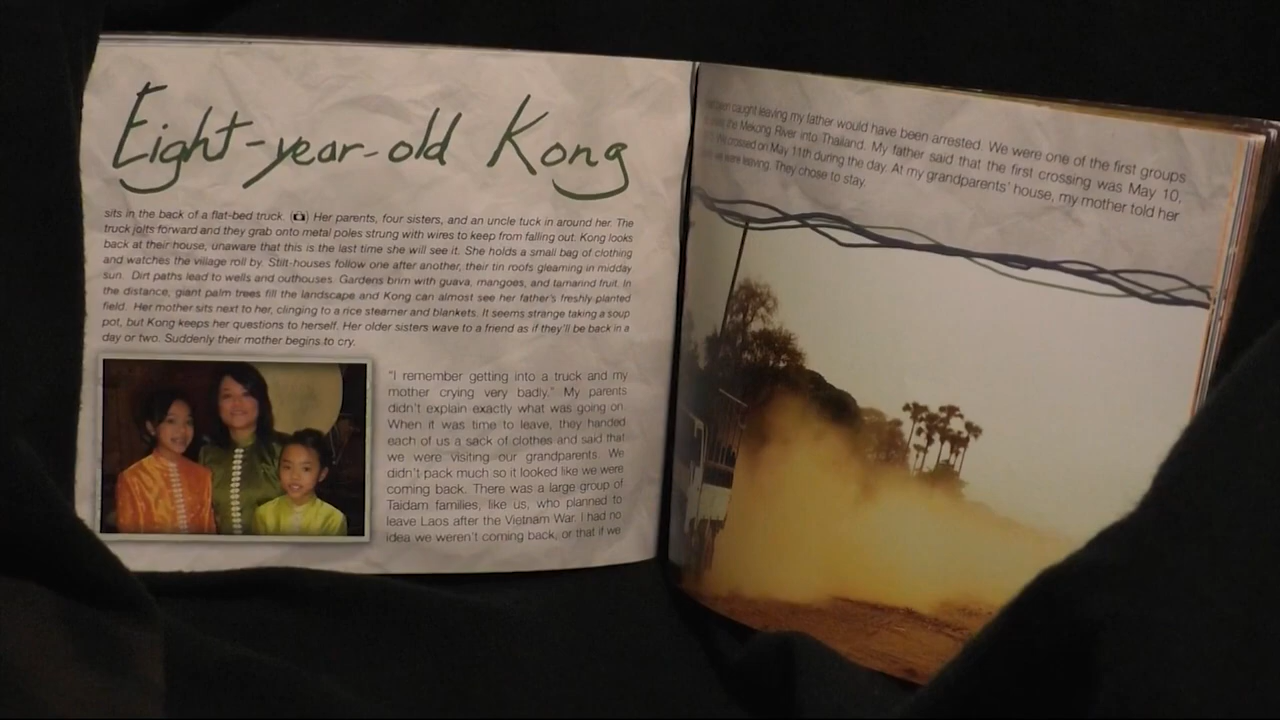 Eight-year-old Kong
sits in the back of a flat-bed truck. ( ) Her parents, four sisters, and an uncle tuck in around her. The
truck jolts forward and they grab onto metal poles strung with wires to keep from falling out. Kong looks
back at their house, unaware that this is the last time she will see it. She holds a small bag of clothing
and watches the village roll by. Stilt-houses follow one after another, their tin roofs gleaming in midday
sun. Dirt paths lead to wells and outhouses. Gardens brim with guava, mangoes, and tamarind fruit. In
the distance, giant palm trees fill the landscape and Kong can almost see her father's freshly planted
field. Her mother sits next to her, clinging to a rice steamer and blankets. It seems strange taking a soup
pot, but Kong keeps her questions to herself. Her older sisters wave to a friend as if they'll be back in a
day or two. Suddenly their mother begins to cry.
"I remember getting into a truck and my
mother crying very badly." My parents
didn't explain exactly what was going on.
When it was time to leave, they handed
each of us a sack of clothes and said that
we were visiting our grandparents. We
didn't pack much so it looked like we were
coming back. There was a large group of
Taidam families, like us, who planned to
leave Laos after the Vietnam War. I had no
idea we weren't coming back, or that if we
been caught leaving my father would have been arrested. We were one of the first groups
the Mekong River into Thailand. My father said that the first crossing was May 10,
crossed on May 11th during the day. At my grandparents' house, my mother told her
we were leaving. They chose to stay.